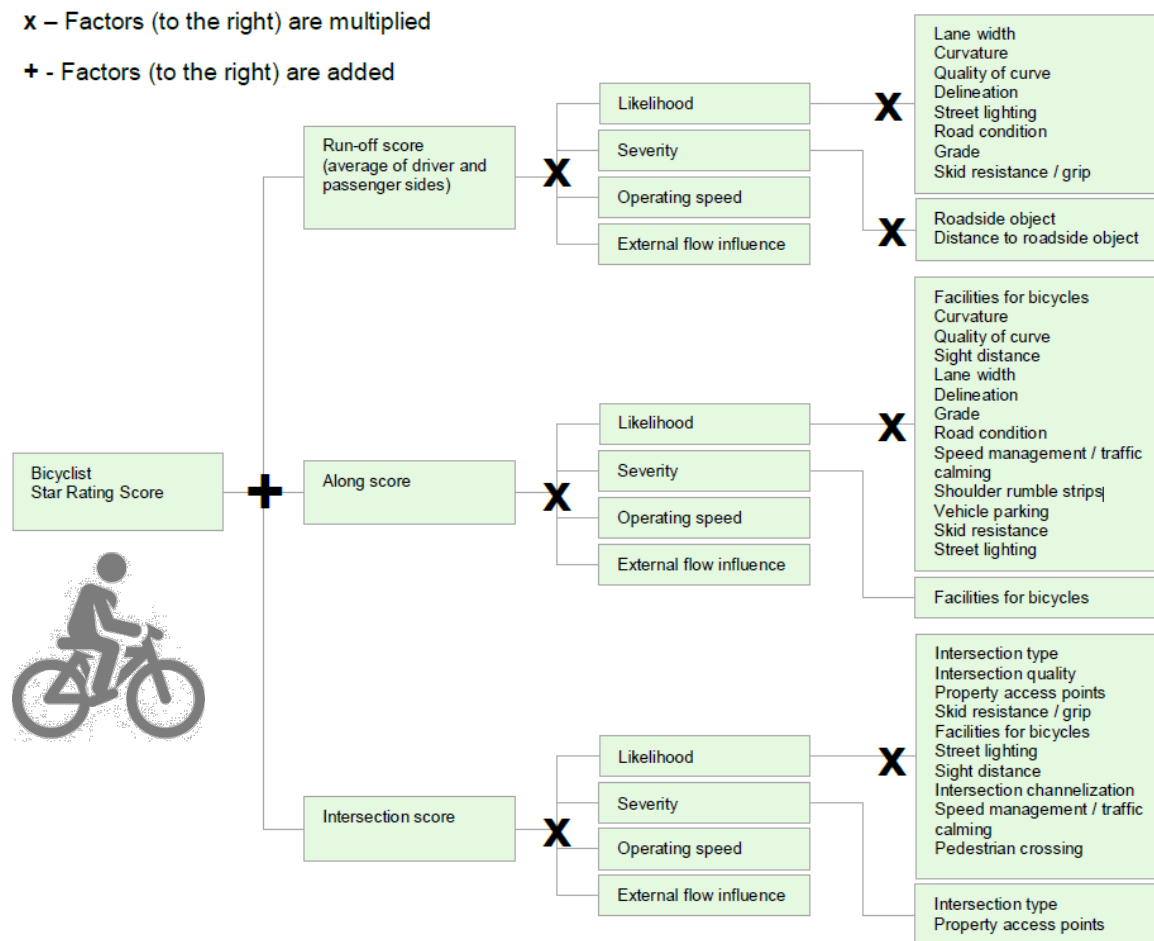 x – Factors (to the right) are multiplied
+ - Factors (to the right) are added
Bicyclist
Star Rating Score
+
Run-off score
(average of driver and
passenger sides)
x
Likelihood
Severity
Operating speed
External flow influence
x
Lane width
Curvature
Quality of curve
Delineation
Street lighting
Road condition
Grade
Skid resistance / grip
x
Roadside object
Distance to roadside object
Along score
x
Likelihood
Severity
Operating speed
External flow influence
x
Facilities for bicycles
Curvature
Quality of curve
Sight distance
Lane width
Delineation
Grade
Road condition
Speed management / traffic
calming
Shoulder rumble strips
Vehicle parking
Skid resistance
Street lighting
Facilities for bicycles
Intersection score
x
Likelihood
Severity
Operating speed
External flow influence
x
Intersection type
Intersection quality
Property access points
Skid resistance / grip
Facilities for bicycles
Street lighting
Sight distance
Intersection channelization
Speed management / traffic
calming
Pedestrian crossing
Intersection type
Property access points